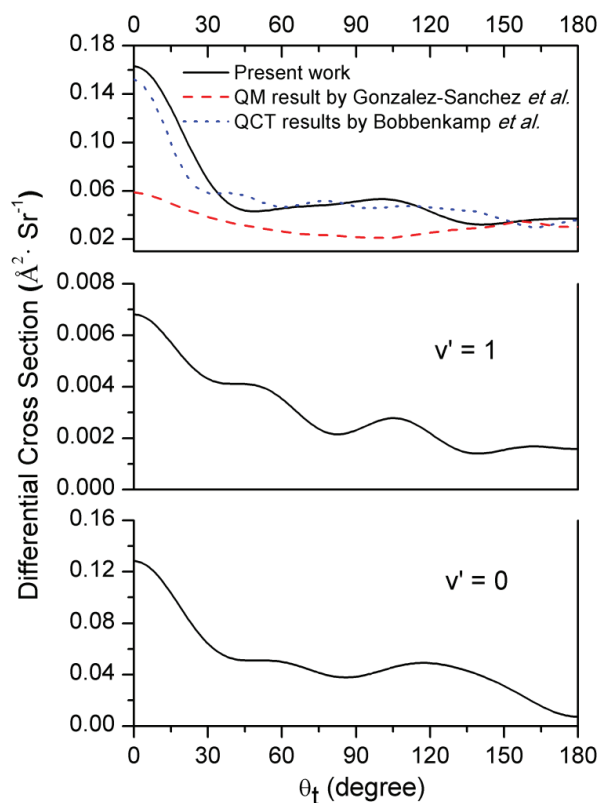 0 30 60 90 120 150 180
0.18
0.14
0.10
0.06
0.02
Present work
QM result by Gonzalez-Sanchez et al.
QCT results by Bobbenkamp et al.
Differential Cross Section (Å²· Sr⁻¹)
0.008
0.006
0.004
0.002
0.000
v' = 1
0.16
0.12
0.08
0.04
0.00
v' = 0
0 30 60 90 120 150 180
θt (degree)